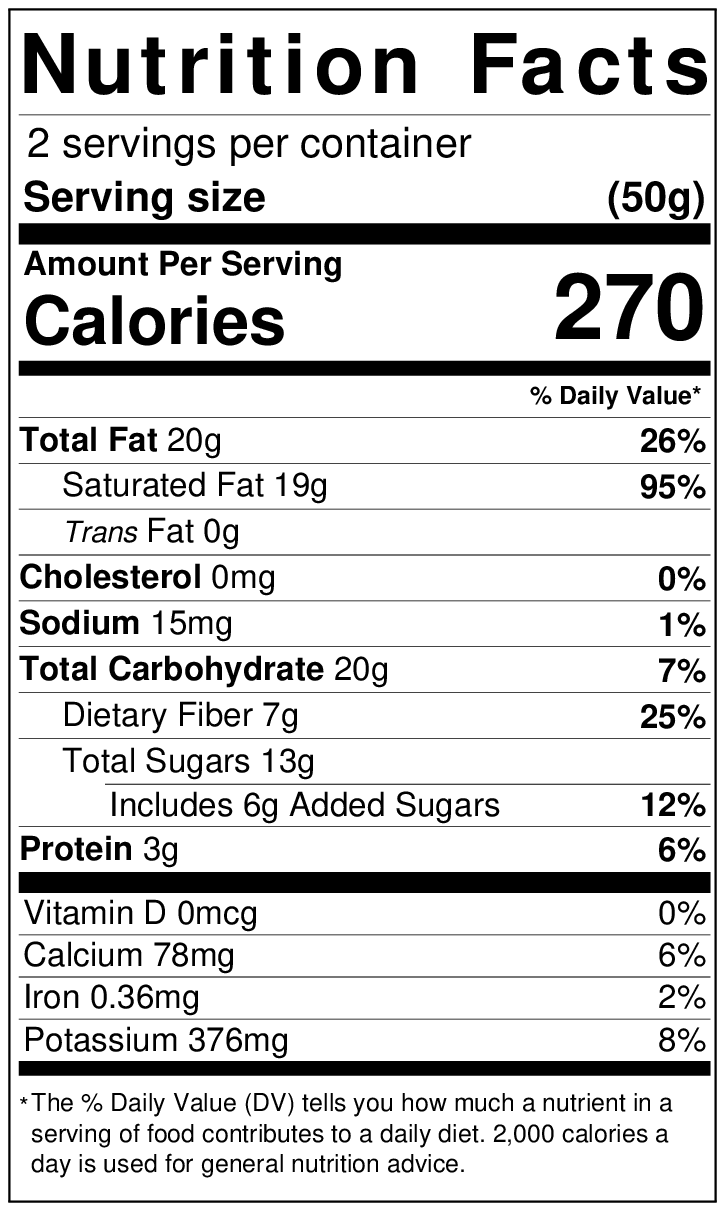 Nutrition Facts
2 servings per container
Serving size (50g)
Amount Per Serving
Calories 270
% Daily Value*
Total Fat 20g 26%
Saturated Fat 19g 95%
Trans Fat 0g
Cholesterol 0mg 0%
Sodium 15mg 1%
Total Carbohydrate 20g 7%
Dietary Fiber 7g 25%
Total Sugars 13g
Includes 6g Added Sugars 12%
Protein 3g 6%
Vitamin D 0mcg 0%
Calcium 78mg 6%
Iron 0.36mg 2%
Potassium 376mg 8%
*The % Daily Value (DV) tells you how much a nutrient in a
serving of food contributes to a daily diet. 2,000 calories a
day is used for general nutrition advice.